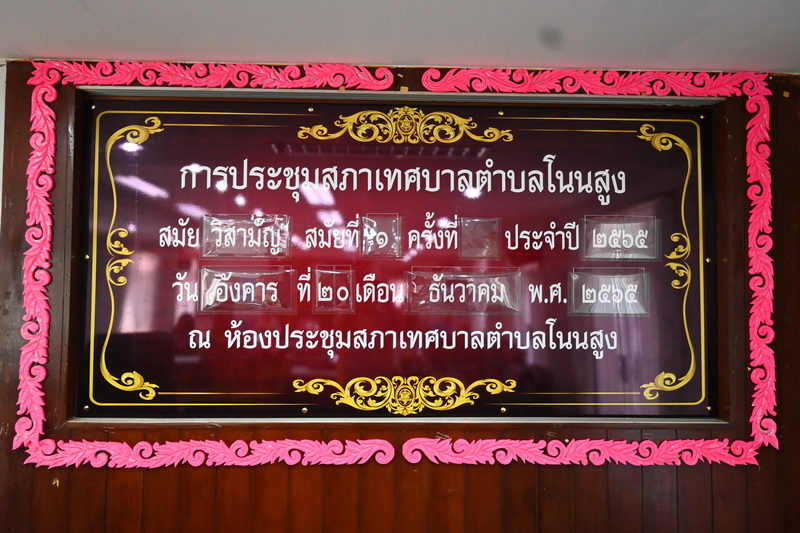 การประชุมสภาเทศบาลตำบลโนนสูง
สมัย วิสามัญ สมัยที่ ๑ ครั้งที่ ประจำปี ๒๕๖๕
วัน อังคาร ที่ ๒๐ เดือน ธันวาคม พ.ศ. ๒๕๖๕
ณ ห้องประชุมสภาเทศบาลตำบลโนนสูง